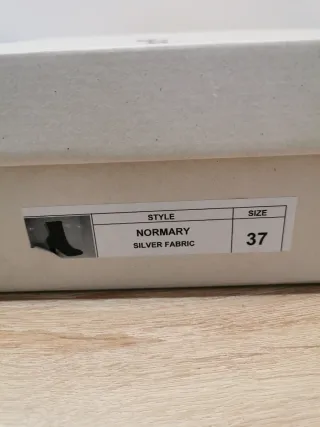 STYLE SIZE
NORMARY
SILVER FABRIC
37